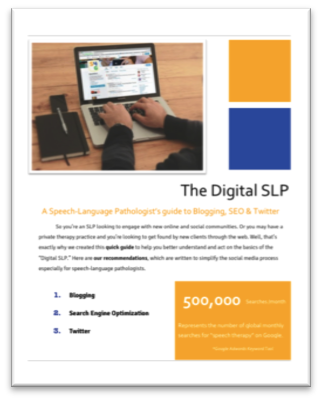 The Digital SLP
A Speech-Language Pathologist's guide to Blogging, SEO & Twitter
So you're an SLP looking to engage with new online and social communities. Or you may have a
private therapy practice and you're looking to get found by new clients through the web. Well, that's
exactly why we created this quick guide to help you better understand and act on the basics of the
"Digital SLP." Here are our recommendations, which are written to simplify the social media process
especially for speech-language pathologists.
1. Blogging
2. Search Engine Optimization
3. Twitter
500,000 Searches /month
Represents the number of global monthly
searches for "speech therapy" on Google.